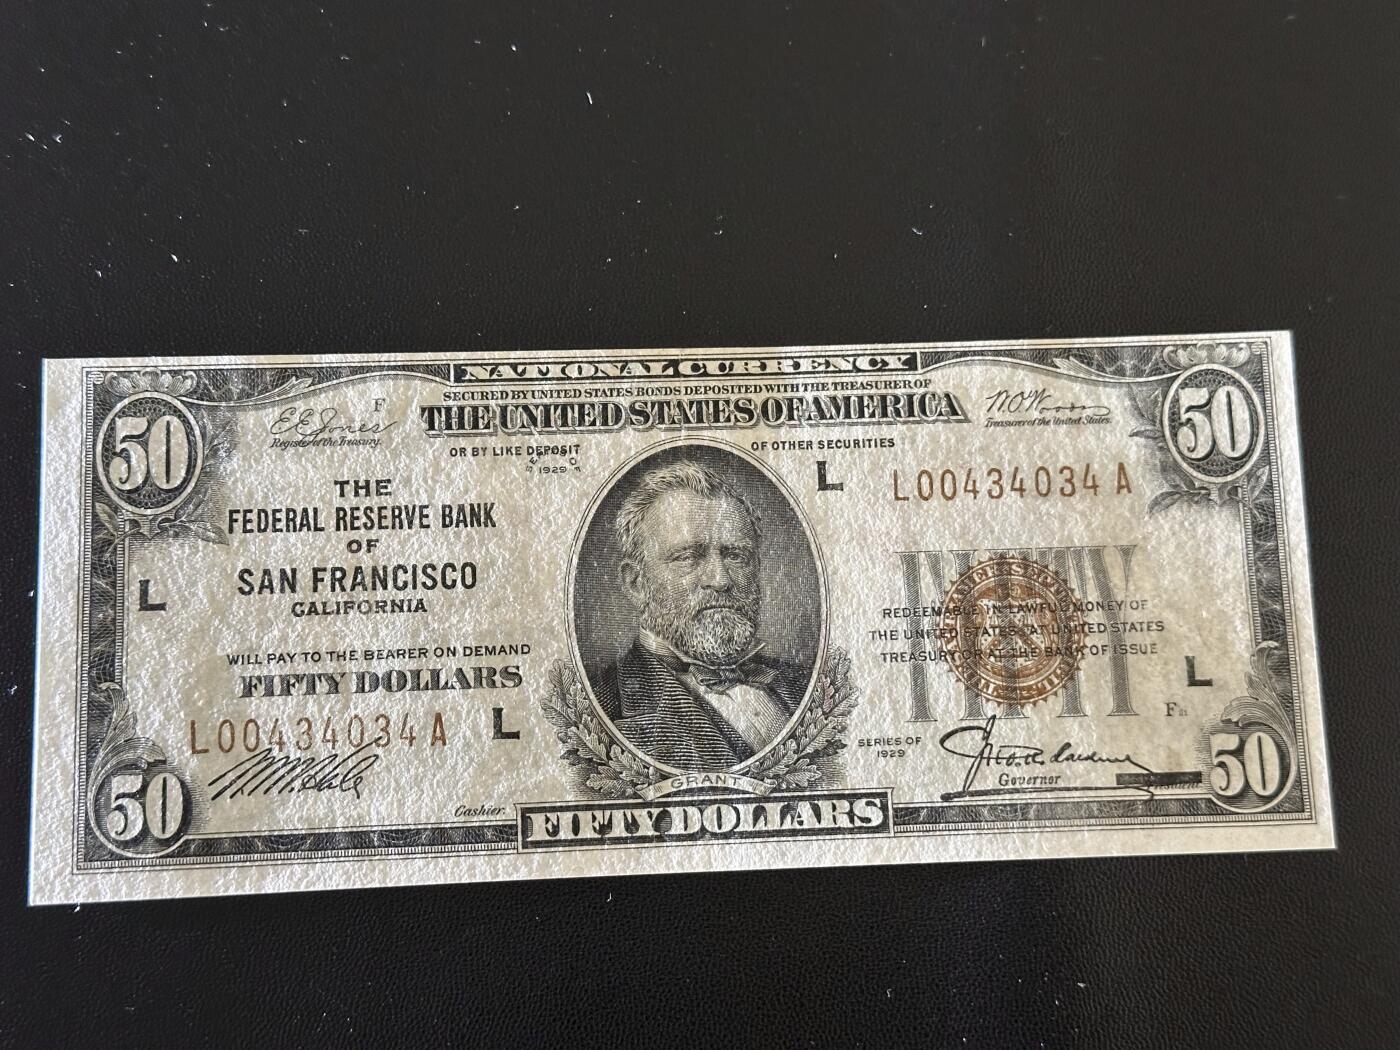 NATIONAL CURRENCY
SECURED BY UNITED STATES BONDS DEPOSITED WITH THE TREASURER OF
THE UNITED STATES OF AMERICA
OR BY LIKE DEPOSIT OF OTHER SECURITIES
50
50
E E Jones
F
Register of the Treasury.
W.O. Woods
Treasurer of the United States.
1929
L
L00434034A
THE
FEDERAL RESERVE BANK
OF
SAN FRANCISCO
CALIFORNIA
L
FIFTY
REDEEMABLE IN LAWFUL MONEY OF
THE UNITED STATES AT UNITED STATES
TREASURY OR AT THE BANK OF ISSUE
WILL PAY TO THE BEARER ON DEMAND
FIFTY DOLLARS
L
L00434034A
L
F
SERIES OF
1929
Governor
GRANT
50
50
Cashier
FIFTY DOLLARS